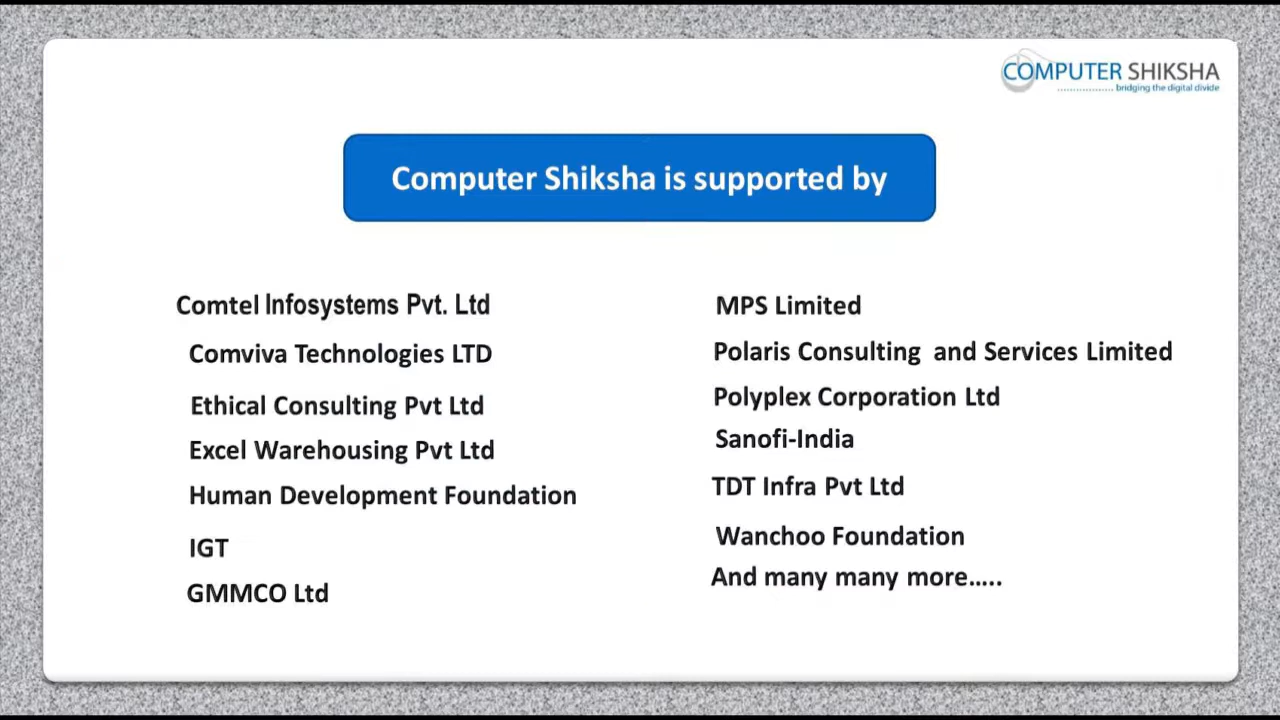 COMPUTER SHIKSHA
bridging the digital divide
Computer Shiksha is supported by
Comtel Infosystems Pvt. Ltd
Comviva Technologies LTD
Ethical Consulting Pvt Ltd
Excel Warehousing Pvt Ltd
Human Development Foundation
IGT
GMMCO Ltd
MPS Limited
Polaris Consulting and Services Limited
Polyplex Corporation Ltd
Sanofi-India
TDT Infra Pvt Ltd
Wanchoo Foundation
And many many more.....